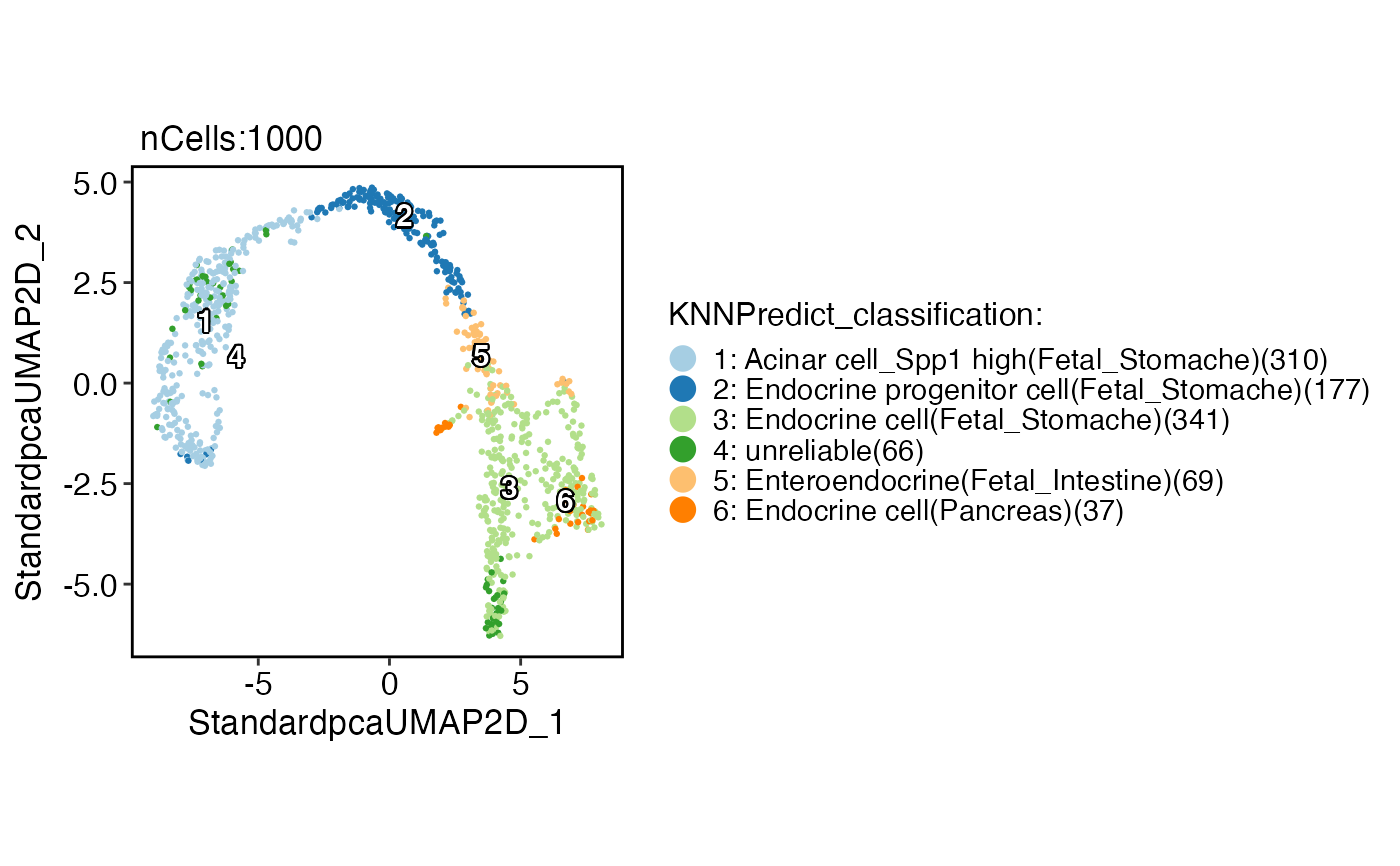 nCells:1000
StandardpcaUMAP2D_2
5.0
2.5
0.0
-2.5
-5.0
1
2
3
4
5
6
-5
0
5
StandardpcaUMAP2D_1
KNNPredict_classification:
1: Acinar cell_Spp1 high(Fetal_Stomache)(310)
2: Endocrine progenitor cell(Fetal_Stomache)(177)
3: Endocrine cell(Fetal_Stomache)(341)
4: unreliable(66)
5: Enteroendocrine(Fetal_Intestine)(69)
6: Endocrine cell(Pancreas)(37)